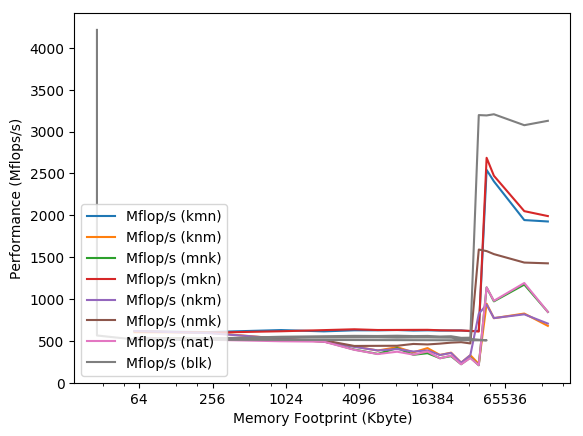 4000
3500
3000
2500
2000
1500
1000
500
0
Performance (Mflops/s)
Mflop/s (kmn)
Mflop/s (knm)
Mflop/s (mnk)
Mflop/s (mkn)
Mflop/s (nkm)
Mflop/s (nmk)
Mflop/s (nat)
Mflop/s (blk)
64 256 1024 4096 16384 65536
Memory Footprint (Kbyte)